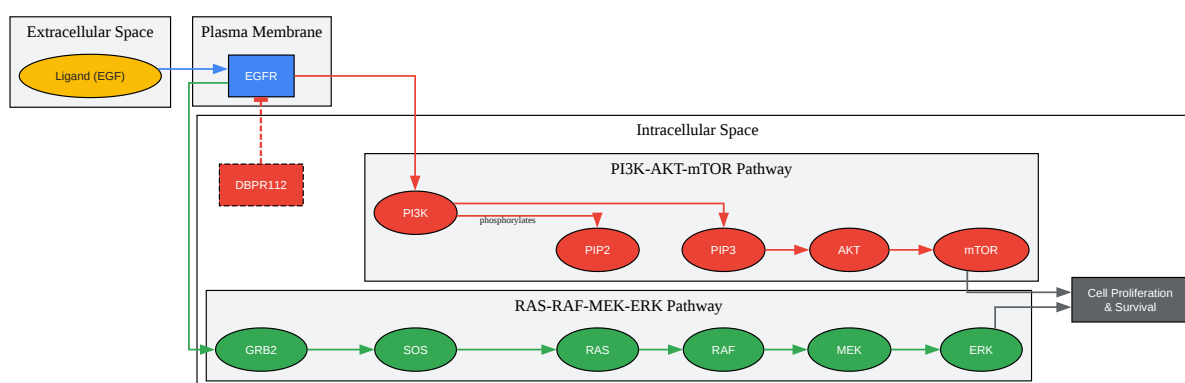 Extracellular Space
Ligand (EGF)
Plasma Membrane
EGFR
Intracellular Space
DBPR112
PI3K-AKT-mTOR Pathway
PI3K
phosphorylates
PIP2
PIP3
AKT
mTOR
Cell Proliferation
& Survival
RAS-RAF-MEK-ERK Pathway
GRB2
SOS
RAS
RAF
MEK
ERK